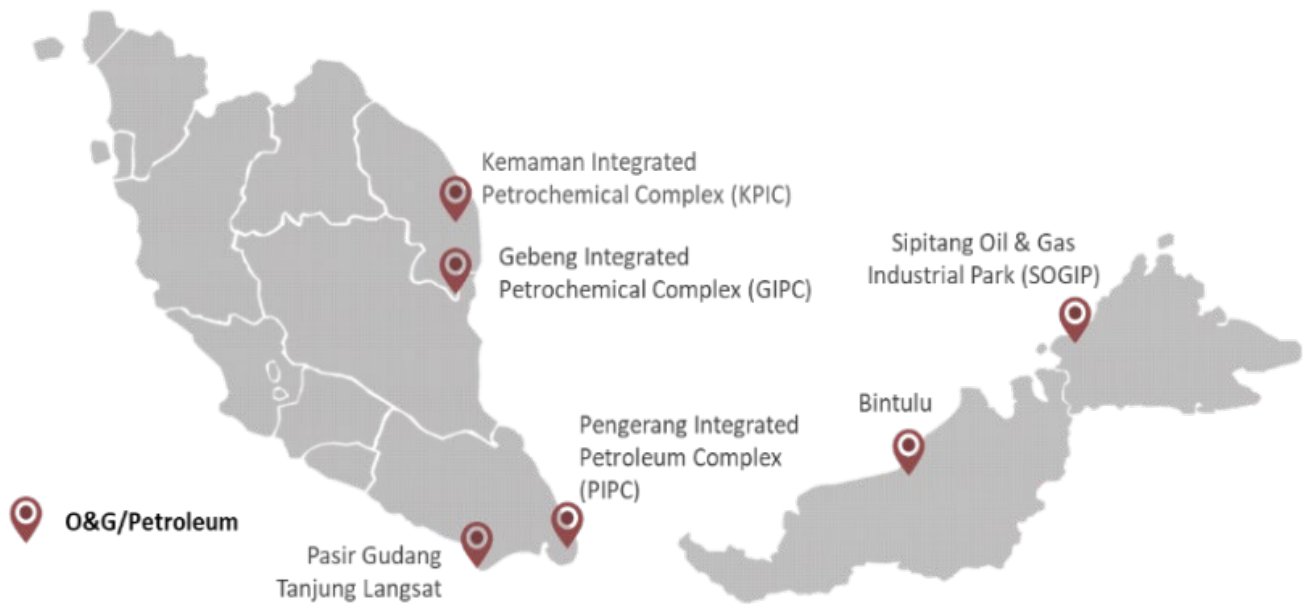 Kemaman Integrated
Petrochemical Complex (KPIC)
Gebeng Integrated
Petrochemical Complex (GIPC)
Sipitang Oil & Gas
Industrial Park (SOGIP)
Bintulu
Pengerang Integrated
Petroleum Complex
(PIPC)
O&G/Petroleum
Pasir Gudang
Tanjung Langsat